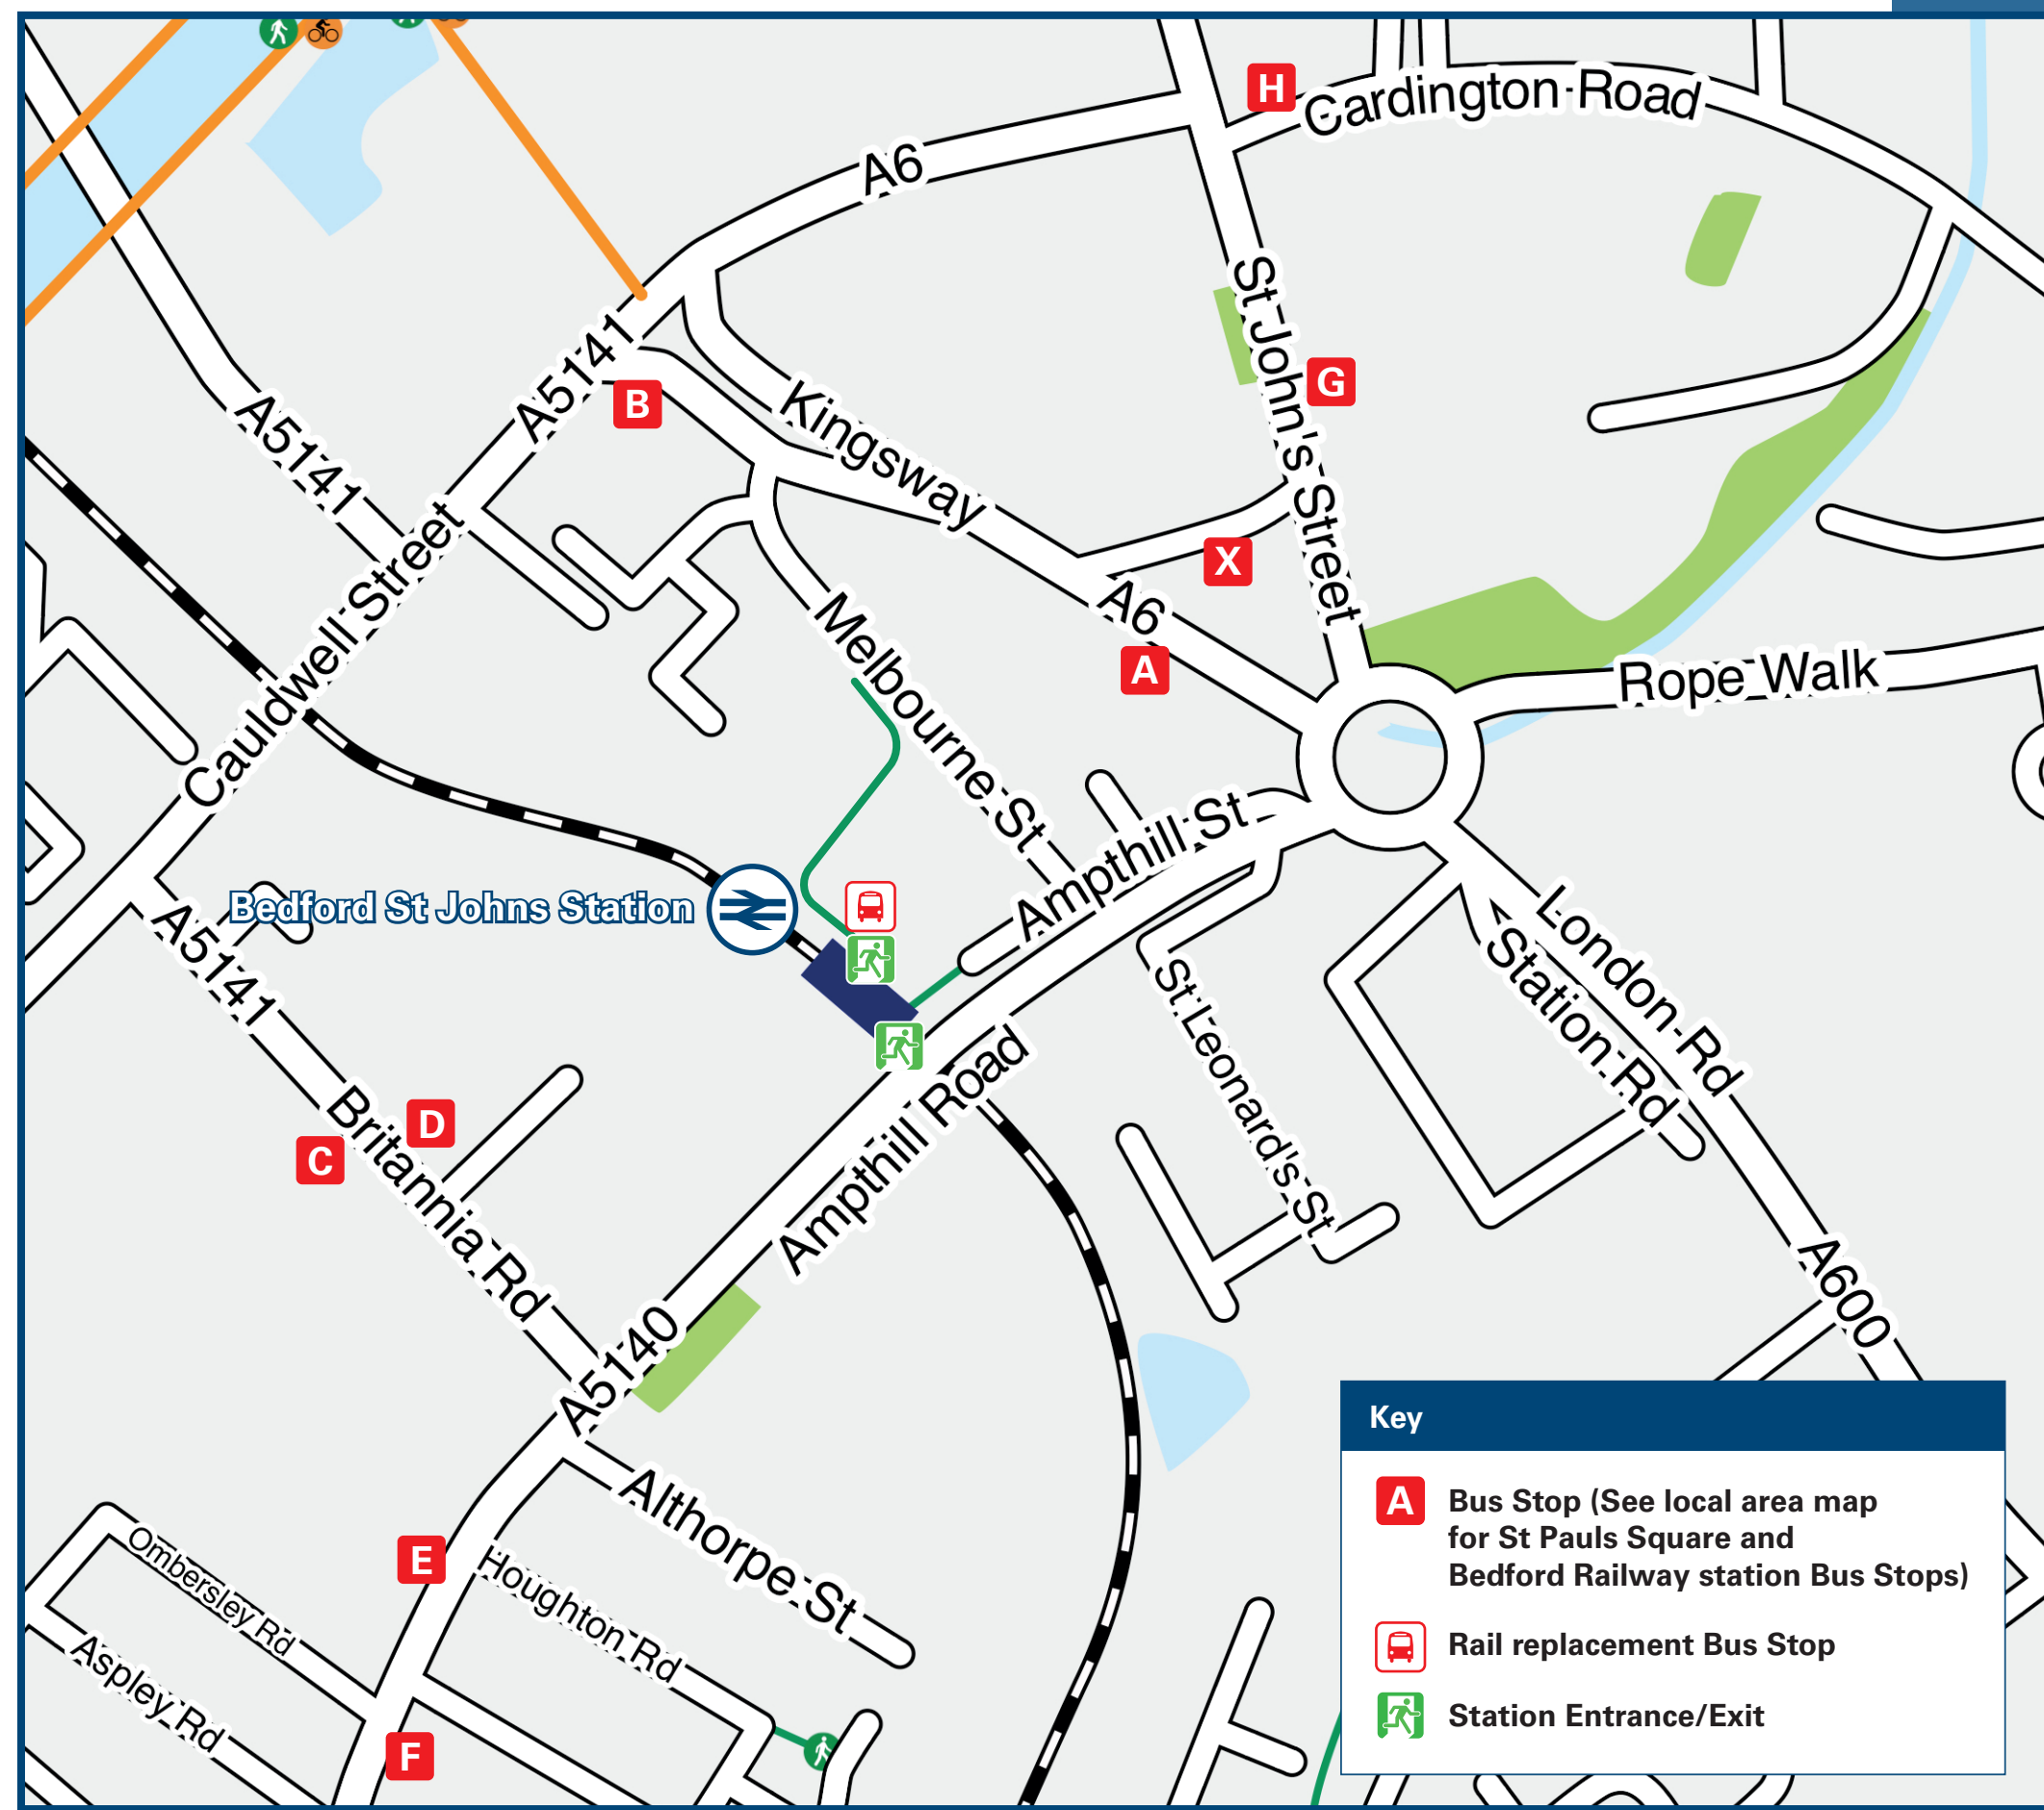 H
Cardington Road
A6
St John's Street
A5141
B
G
Kingsway
A5141
X
A6
A
Cauldwell Street
Melbourne St
Rope Walk
Ampthill St
Bedford St Johns Station
A5141
London Rd
Station Rd
St Leonard's St
Ampthill Road
D
C
Britannia Rd
A600
A5140
Althorpe St
E
Houghton Rd
Ombersley Rd
Aspley Rd
F
Key
A
Bus Stop (See local area map
for St Pauls Square and
Bedford Railway station Bus Stops)
Rail replacement Bus Stop
Station Entrance/Exit